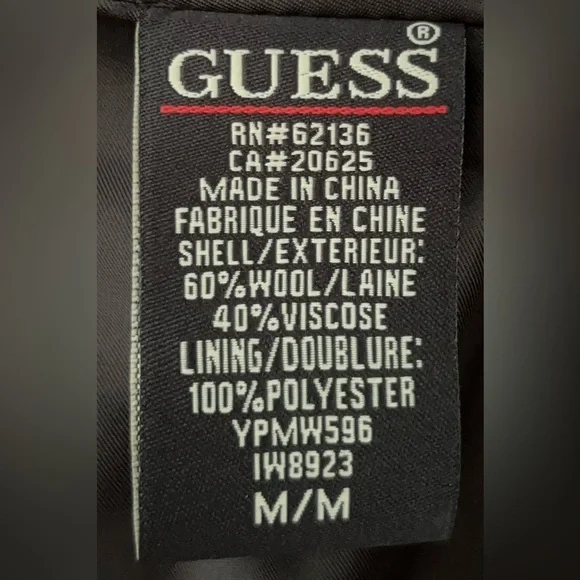 GUESS®
RN#62136
CA#20625
MADE IN CHINA
FABRIQUE EN CHINE
SHELL/EXTERIEUR:
60%WOOL/LAINE
40%VISCOSE
LINING/DOUBLURE:
100%POLYESTER
YPMW596
IW8923
M/M